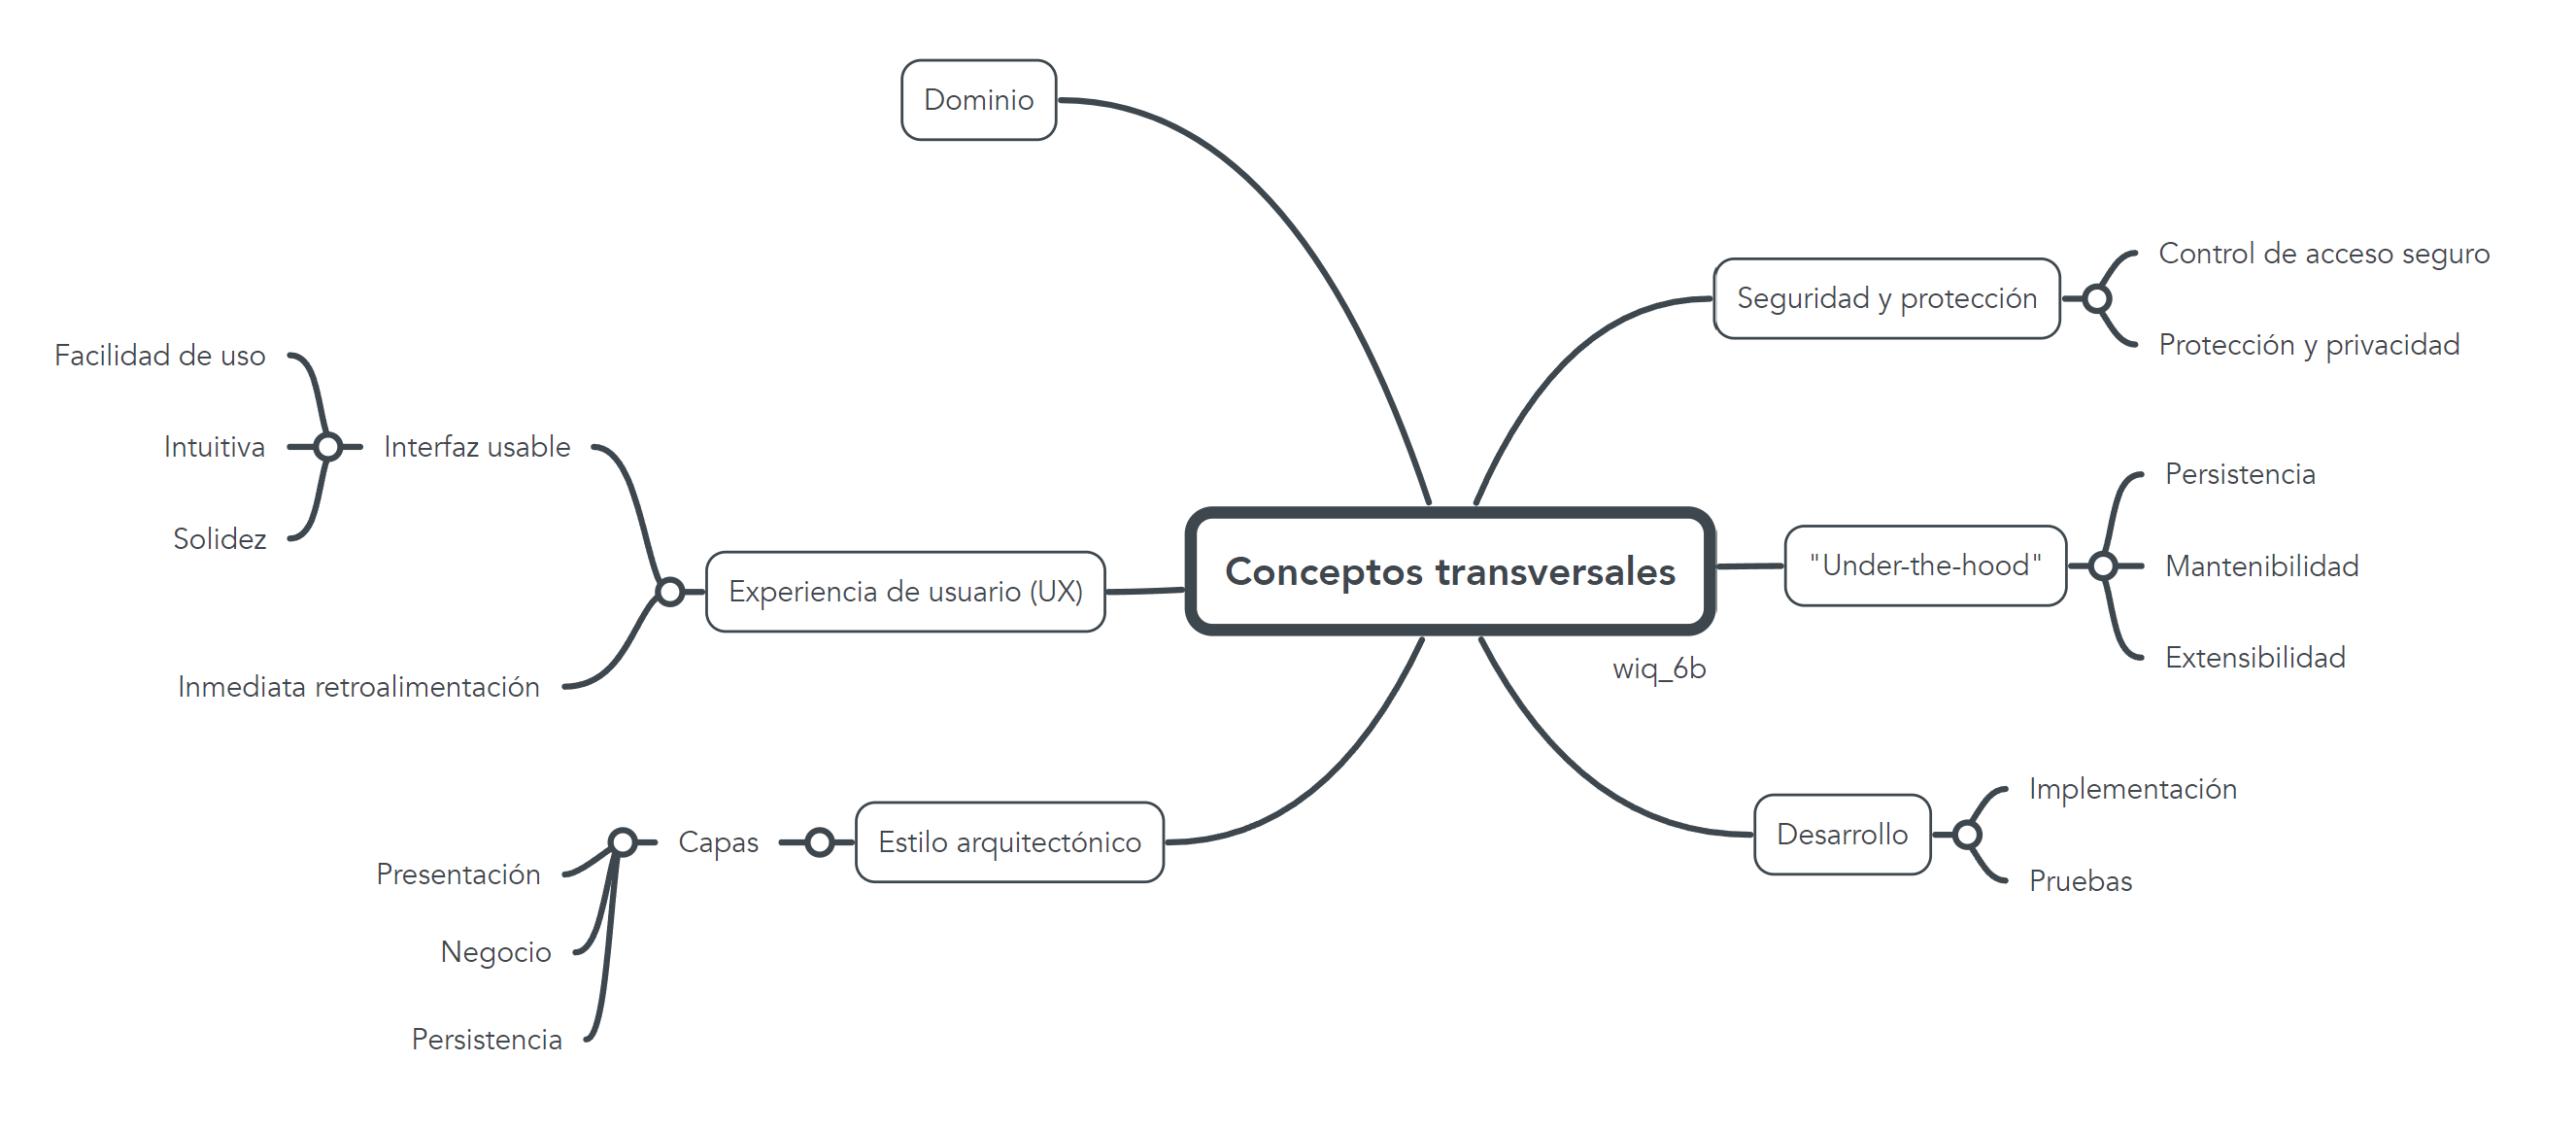 Dominio
Seguridad y protección
Control de acceso seguro
Protección y privacidad
Facilidad de uso
Intuitiva
Solidez
Interfaz usable
Inmediata retroalimentación
Experiencia de usuario (UX)
Conceptos transversales
wiq_6b
"Under-the-hood"
Persistencia
Mantenibilidad
Extensibilidad
Estilo arquitectónico
Capas
Presentación
Negocio
Persistencia
Desarrollo
Implementación
Pruebas